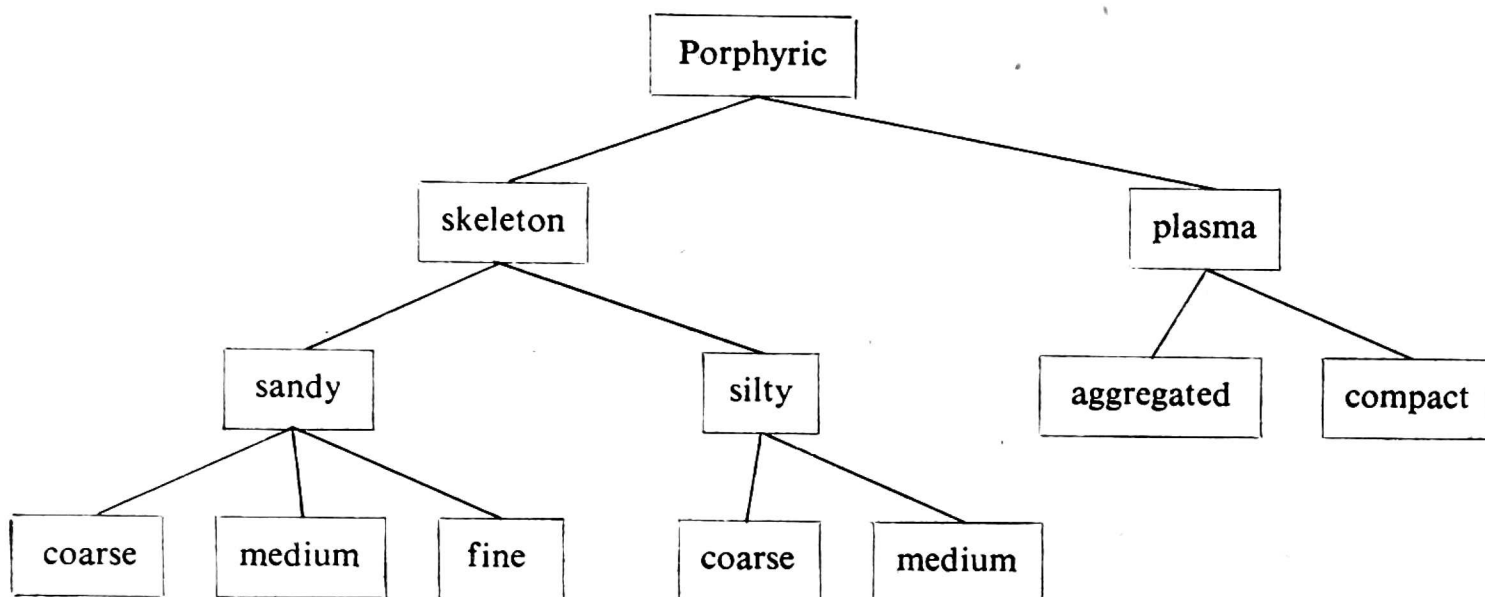 Porphyric
skeleton
plasma
sandy
silty
aggregated
compact
coarse
medium
fine
coarse
medium